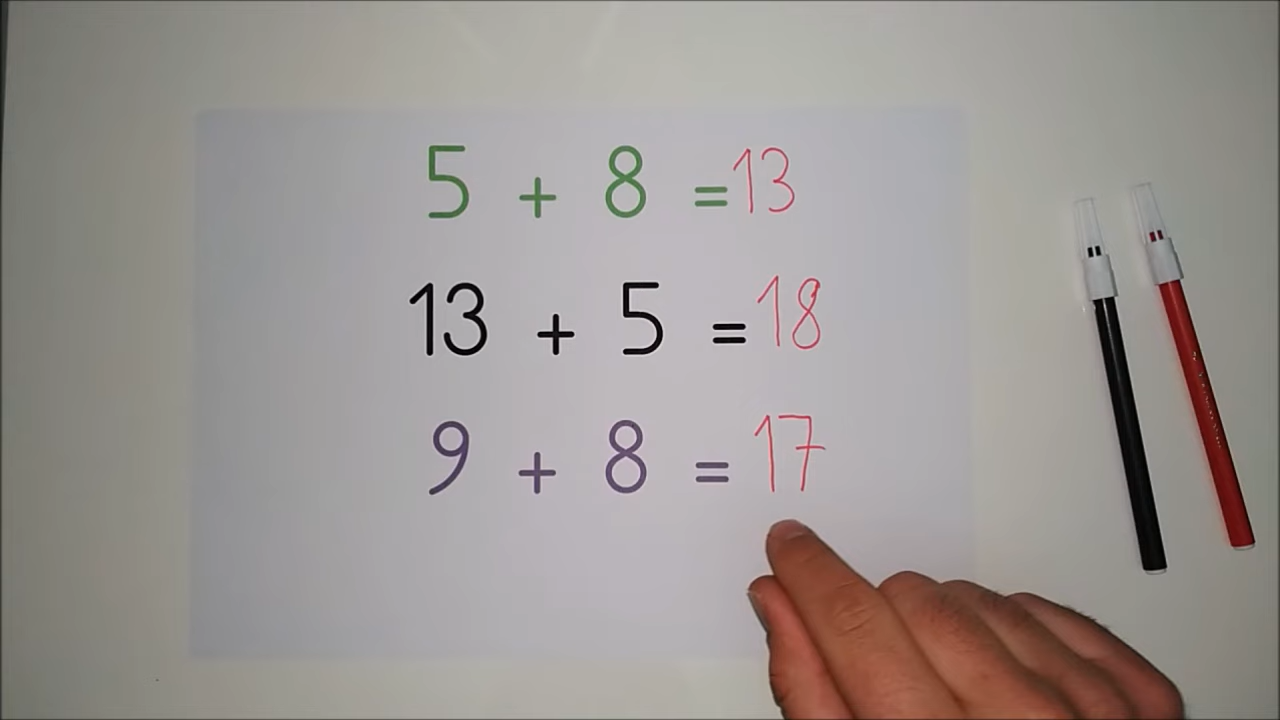 5 + 8 = 13
13 + 5 = 18
9 + 8 = 17